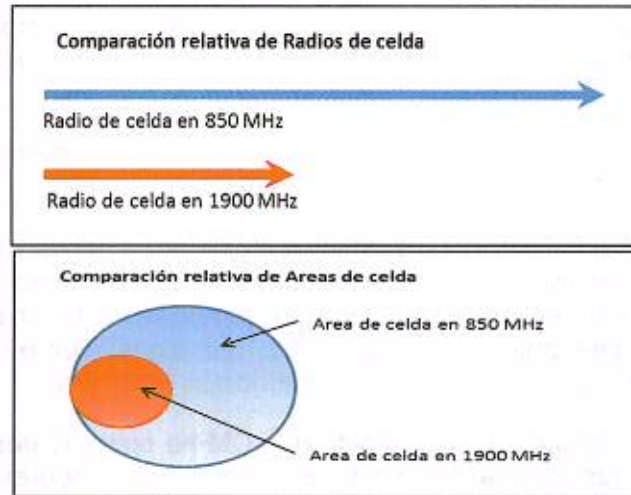 Comparación relativa de Radios de celda
Radio de celda en 850 MHz
Radio de celda en 1900 MHz
Comparación relativa de Areas de celda
Area de celda en 850 MHz
Area de celda en 1900 MHz